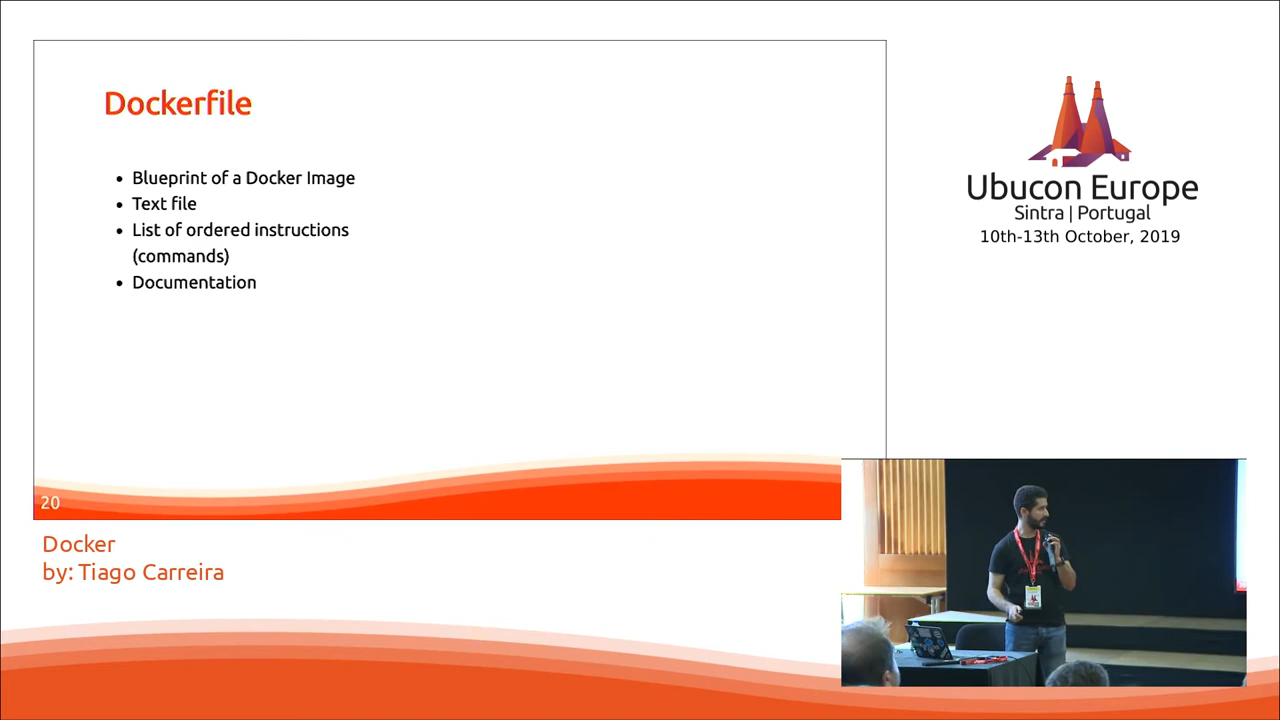 Dockerfile
• Blueprint of a Docker Image
• Text file
• List of ordered instructions
(commands)
• Documentation
20
Docker
by: Tiago Carreira
Ubucon Europe
Sintra | Portugal
10th-13th October, 2019